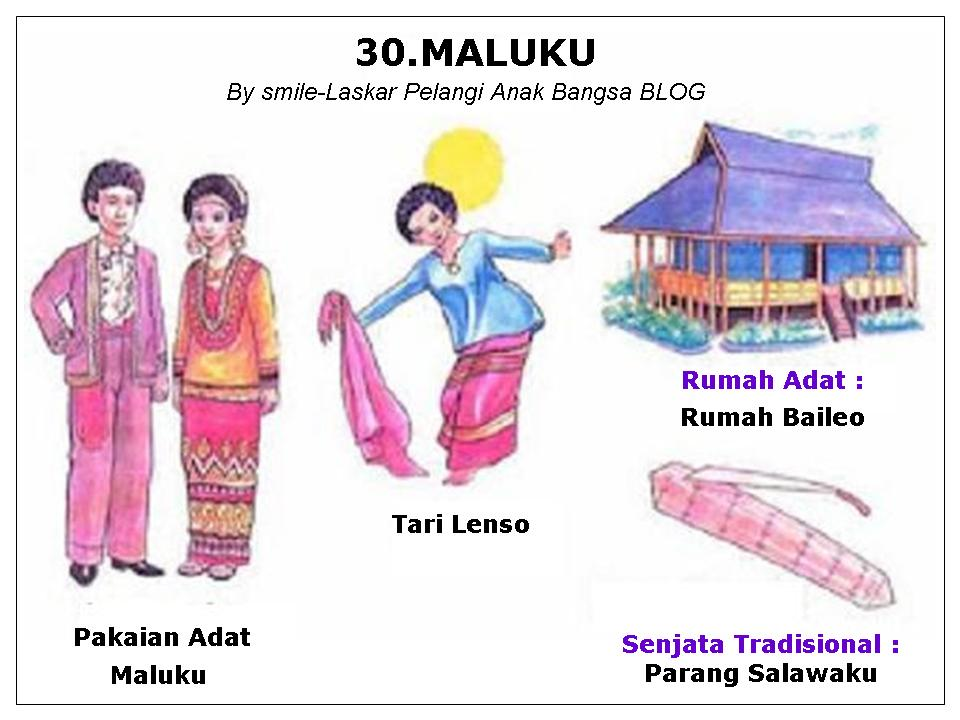 30.MALUKU
By smile-Laskar Pelangi Anak Bangsa BLOG
Rumah Adat :
Rumah Baileo
Tari Lenso
Pakaian Adat
Maluku
Senjata Tradisional :
Parang Salawaku